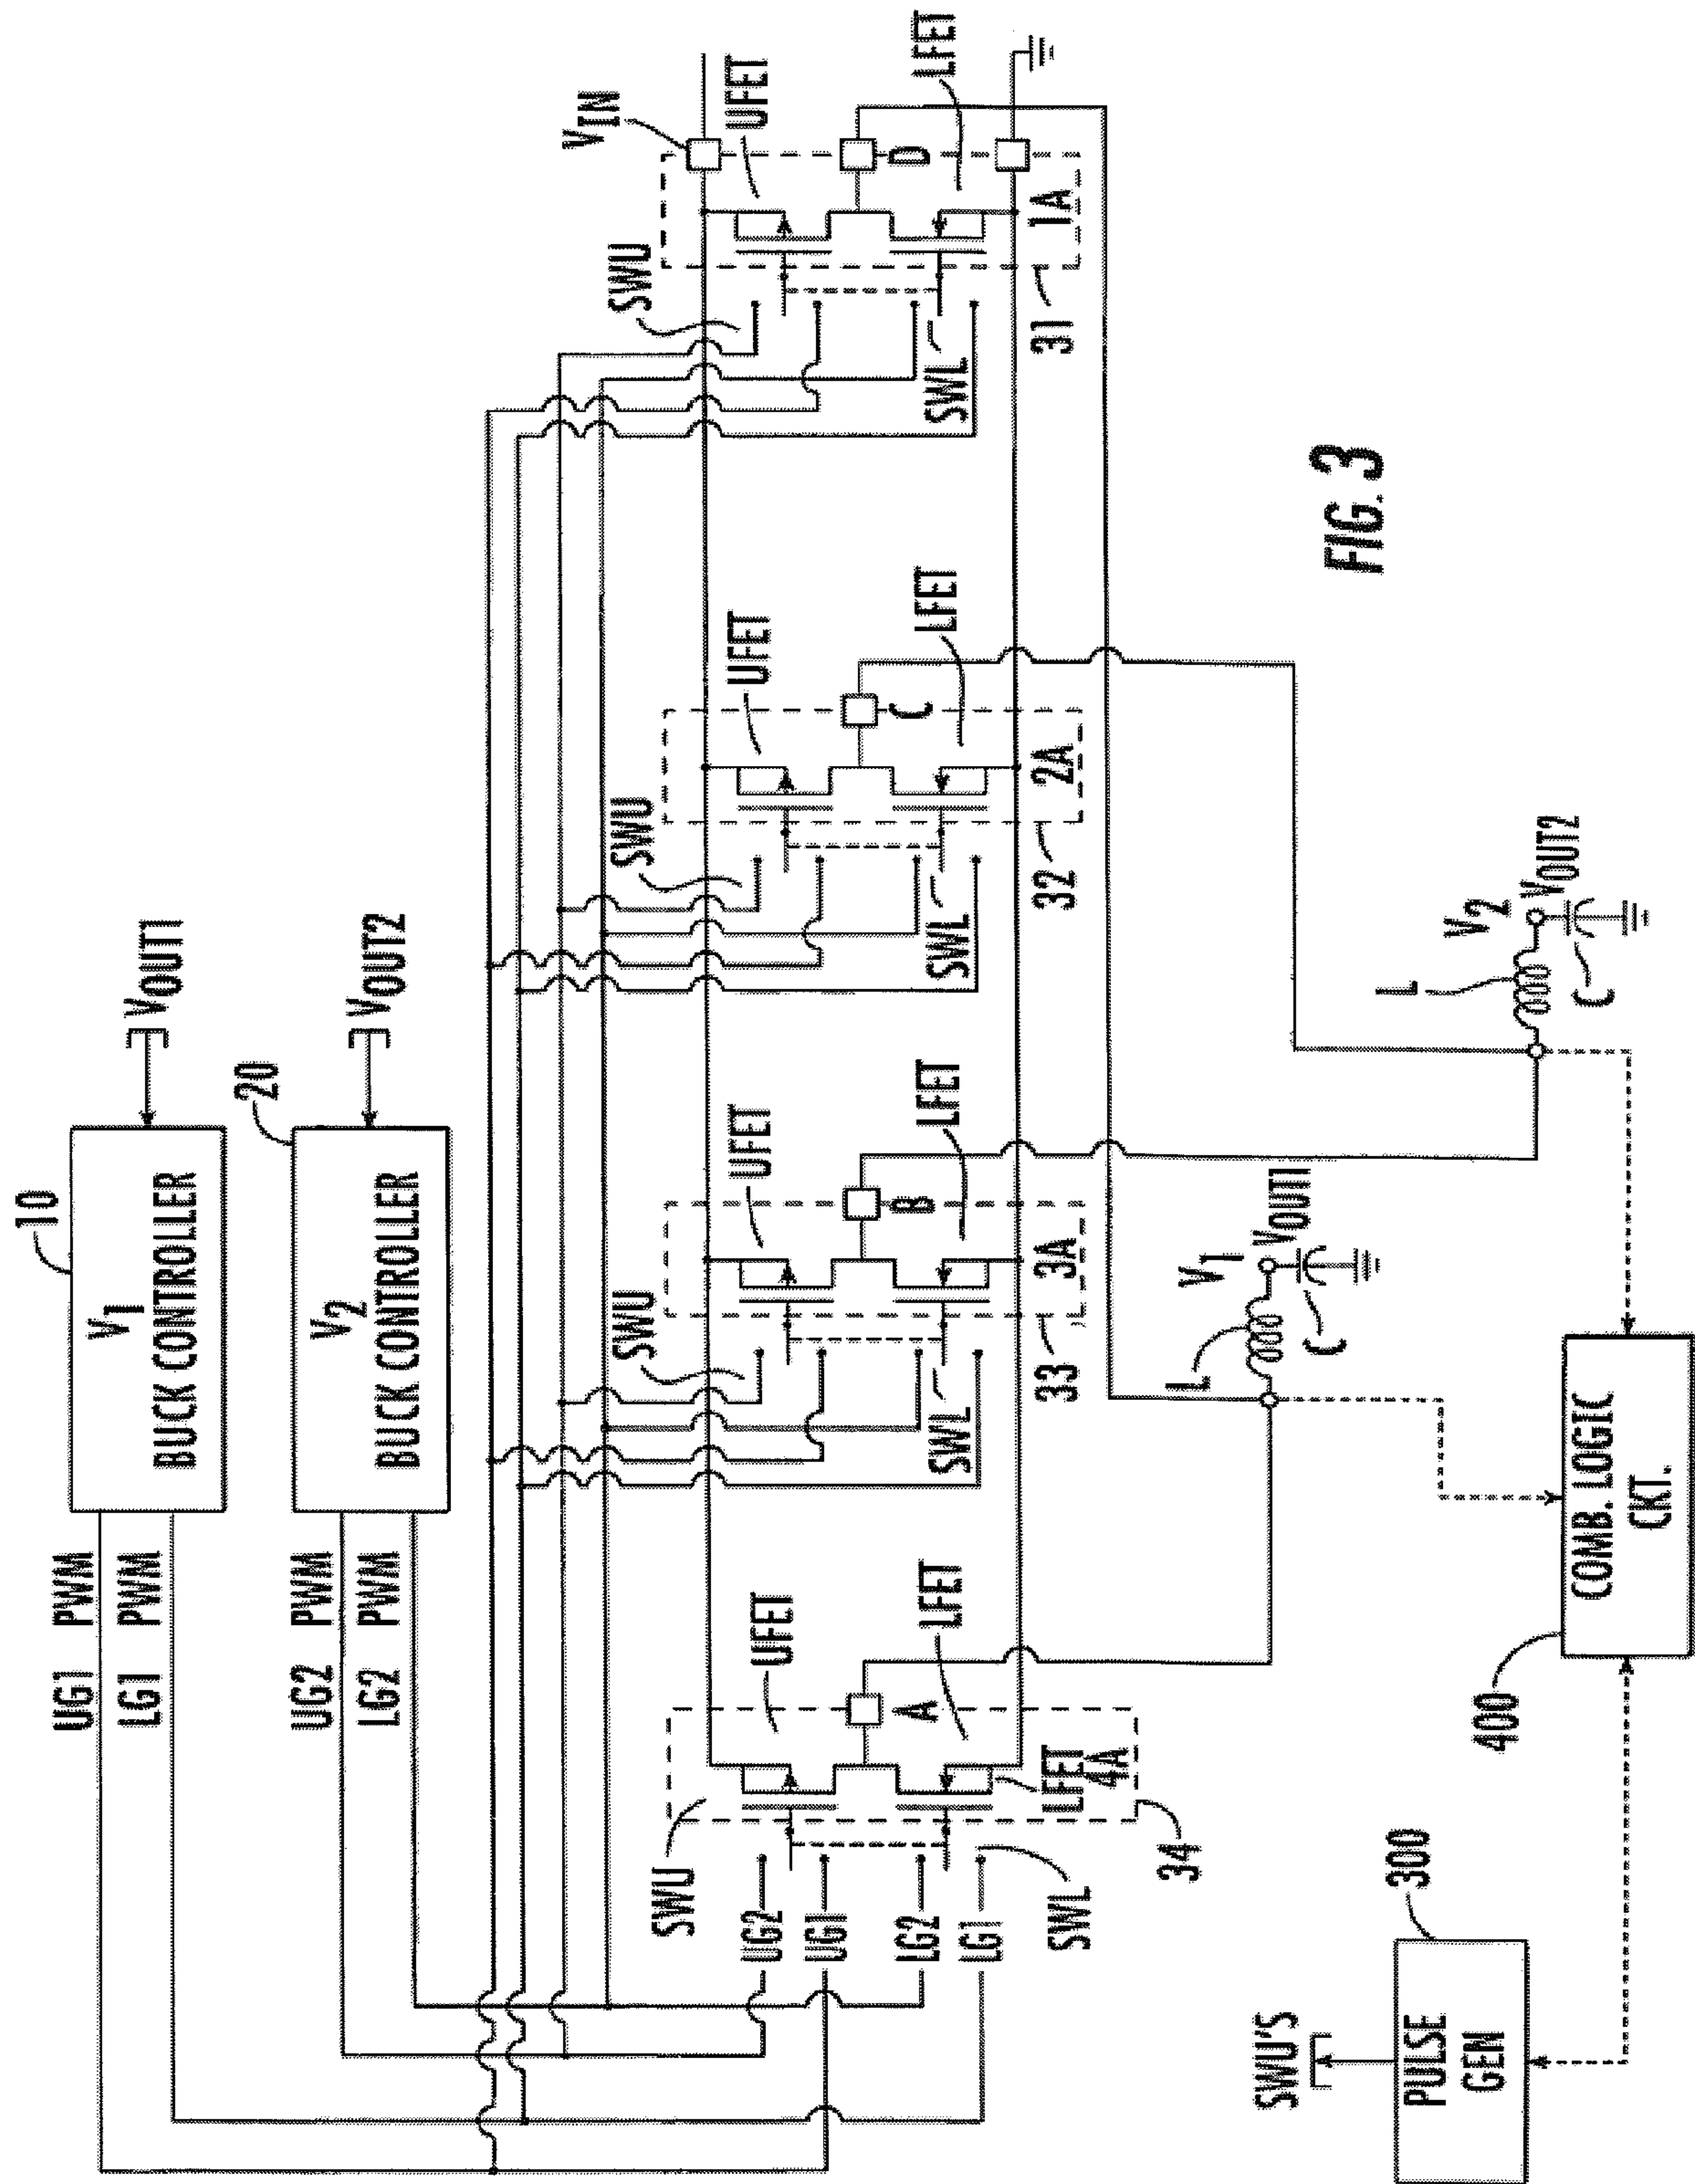 10
V1
BUCK CONTROLLER
VOUT1
UG1 PWM
LG1 PWM
20
V2
BUCK CONTROLLER
VOUT2
UG2 PWM
LG2 PWM
SWU
UG2
UG1
LG2
LG1
SWL
UFET
A
LFET
LFET
4A
34
SWU
SWL
UFET
B
LFET
3A
33
SWU
SWL
UFET
C
LFET
2A
32
SWU
SWL
VIN
UFET
D
LFET
1A
31
L
V1
VOUT1
C
L
V2
VOUT2
C
SWU'S
PULSE
GEN
300
400
COMB. LOGIC
CKT.
FIG. 3